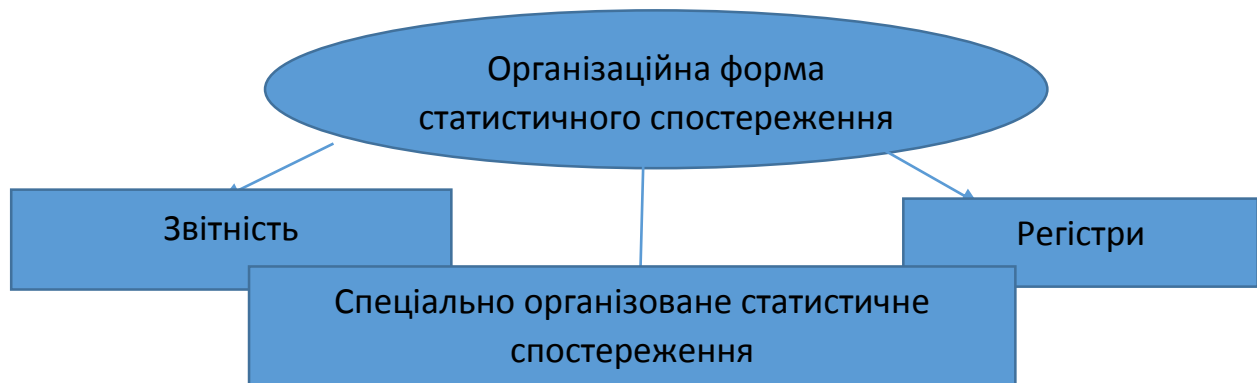 Організаційна форма
статистичного спостереження
Звітність
Регістри
Спеціально організоване статистичне
спостереження